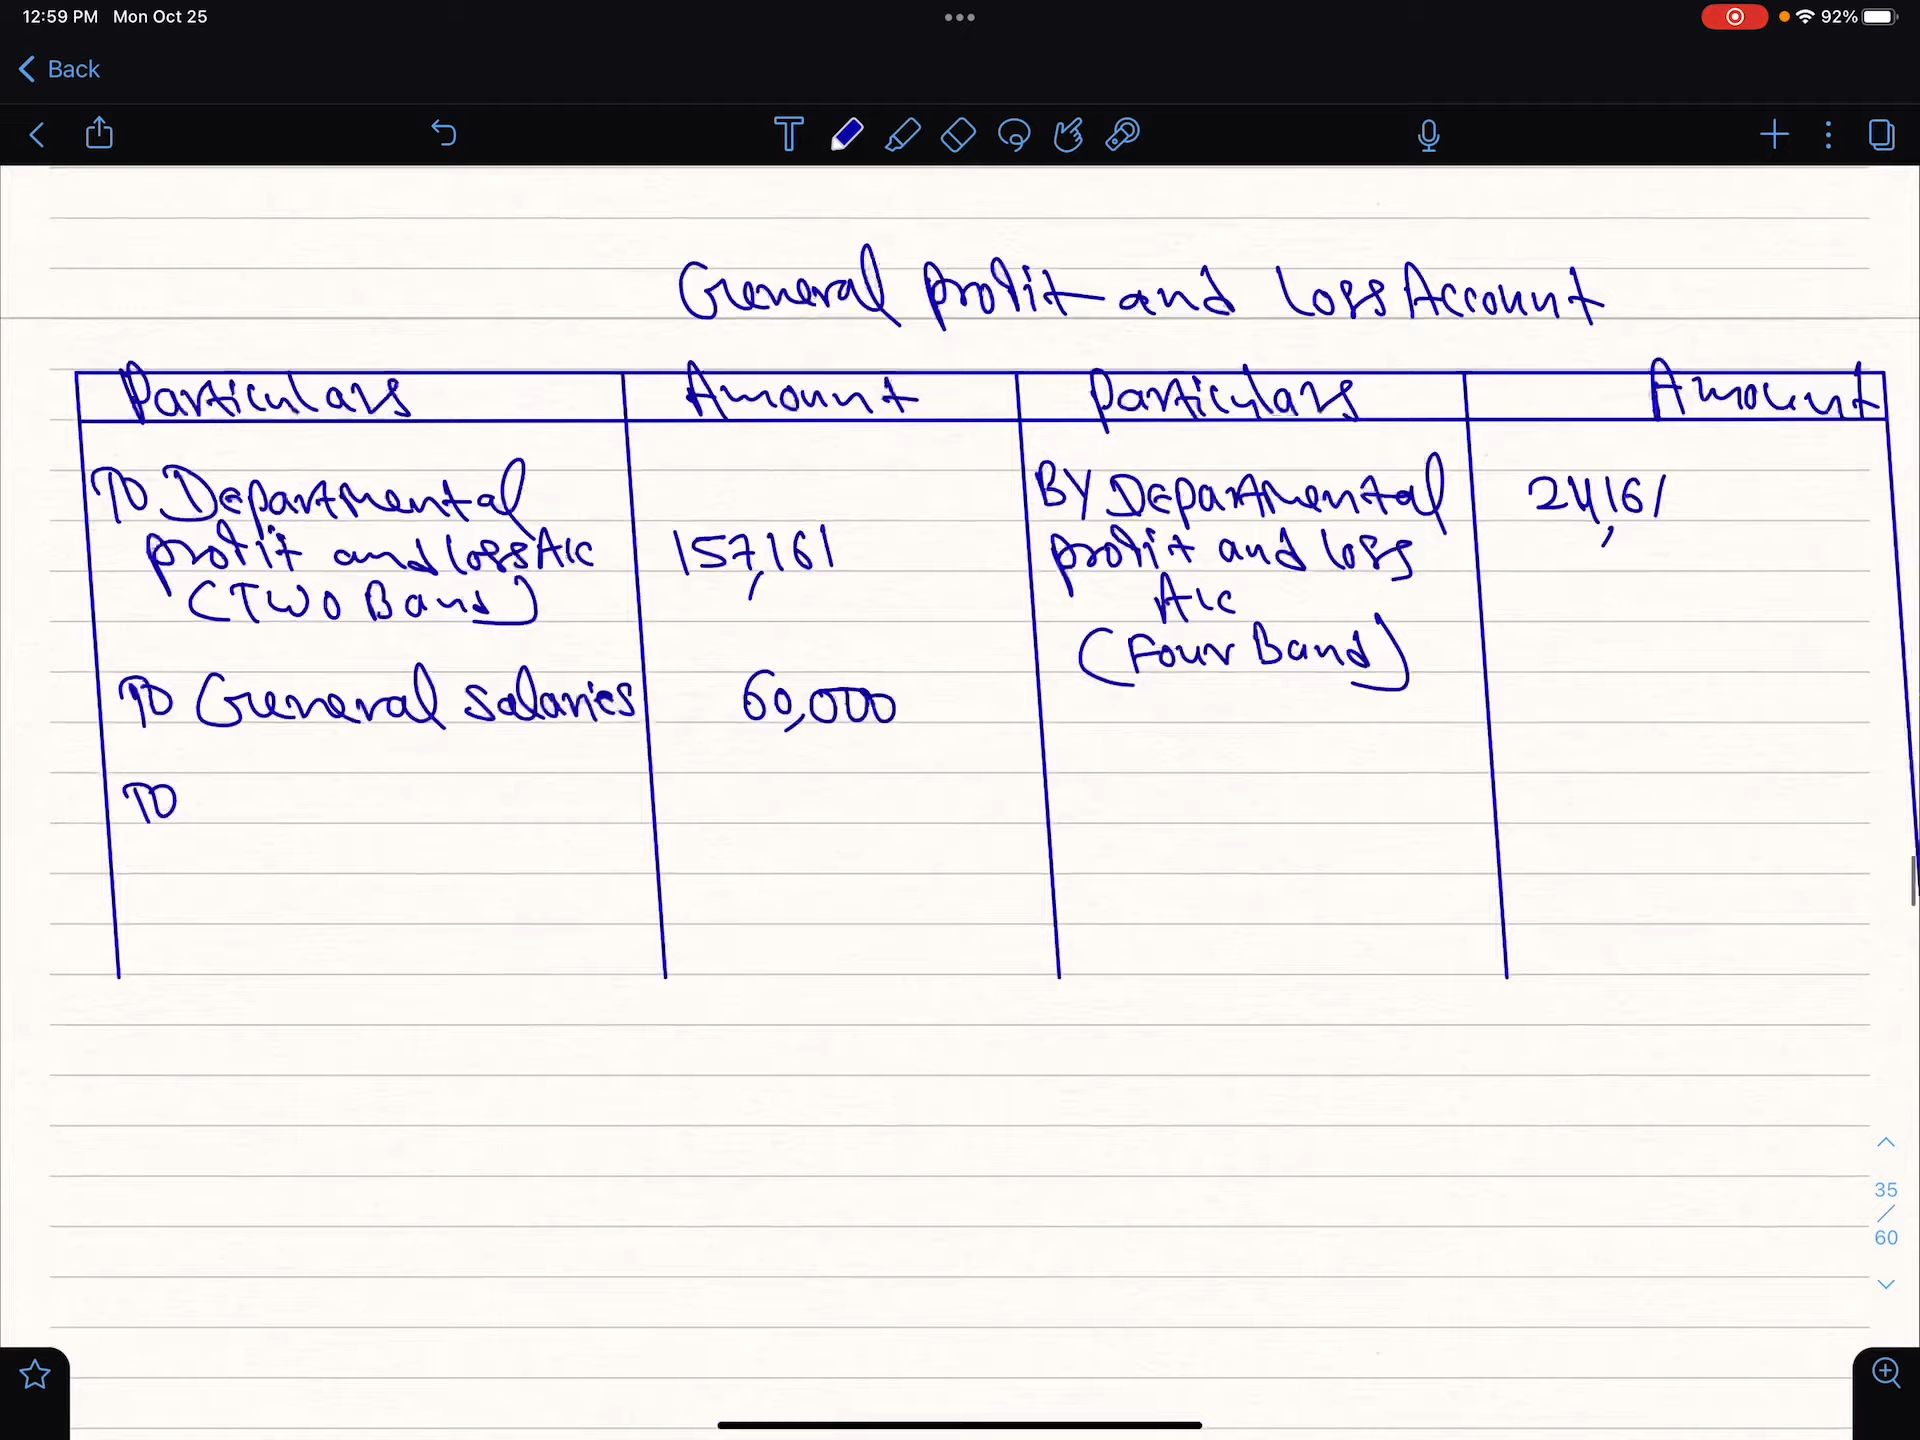 12:59 PM Mon Oct 25
92%
Back
General profit and Loss Account
Particulars Amount Particulars Amount
TO Departmental BY Departmental 24,161
profit and loss A/c 157,161 profit and loss
(TWO Band) A/c
(Four Band)
TO General salaries 60,000
TO
35
/
60